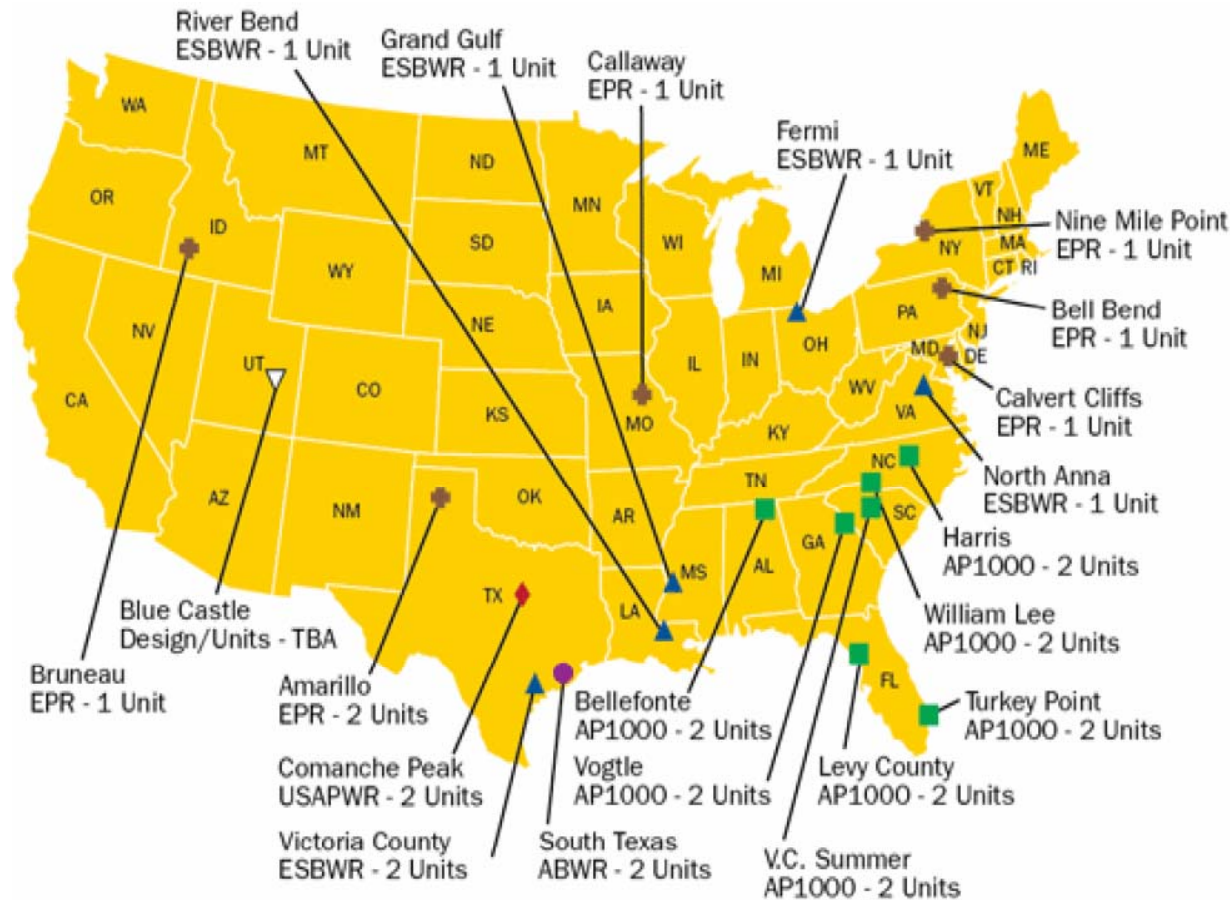 River Bend
ESBWR - 1 Unit
Grand Gulf
ESBWR - 1 Unit
Callaway
EPR - 1 Unit
Fermi
ESBWR - 1 Unit
Nine Mile Point
EPR - 1 Unit
Bell Bend
EPR - 1 Unit
Calvert Cliffs
EPR - 1 Unit
North Anna
ESBWR - 1 Unit
Harris
AP1000 - 2 Units
William Lee
AP1000 - 2 Units
Turkey Point
AP1000 - 2 Units
Levy County
AP1000 - 2 Units
V.C. Summer
AP1000 - 2 Units
Vogtle
AP1000 - 2 Units
Bellefonte
AP1000 - 2 Units
South Texas
ABWR - 2 Units
Victoria County
ESBWR - 2 Units
Comanche Peak
USAPWR - 2 Units
Amarillo
EPR - 2 Units
Blue Castle
Design/Units - TBA
Bruneau
EPR - 1 Unit
WA
MT
ND
MN
ME
OR
ID
SD
WI
VT
NH
WY
MI
NY
MA
CT
RI
NV
NE
IA
PA
NJ
UT
IL
IN
OH
MD
DE
CA
CO
KS
MO
WV
VA
KY
AZ
NM
OK
AR
TN
NC
SC
TX
LA
MS
AL
GA
FL